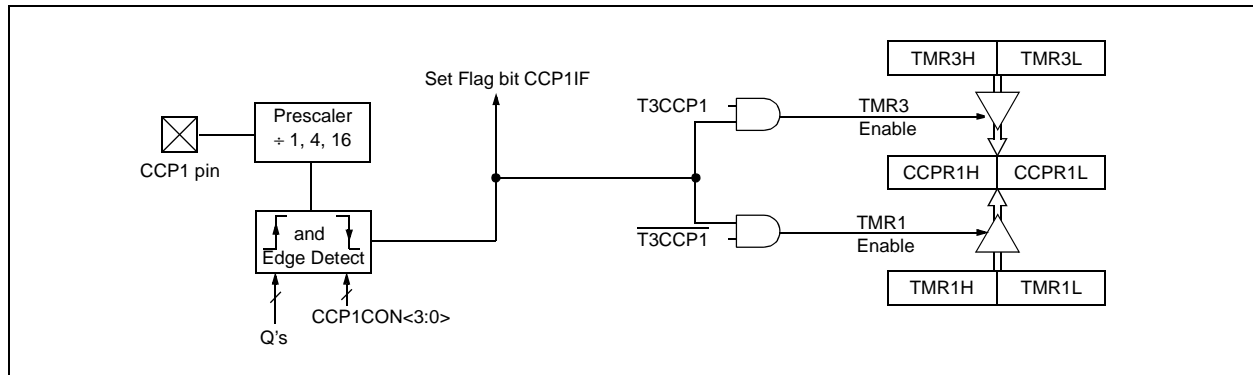 TMR3H TMR3L
Set Flag bit CCP1IF
Prescaler
÷ 1, 4, 16
T3CCP1
TMR3
Enable
CCP1 pin
CCPR1H CCPR1L
and
Edge Detect
T3CCP1
TMR1
Enable
TMR1H TMR1L
CCP1CON<3:0>
Q's